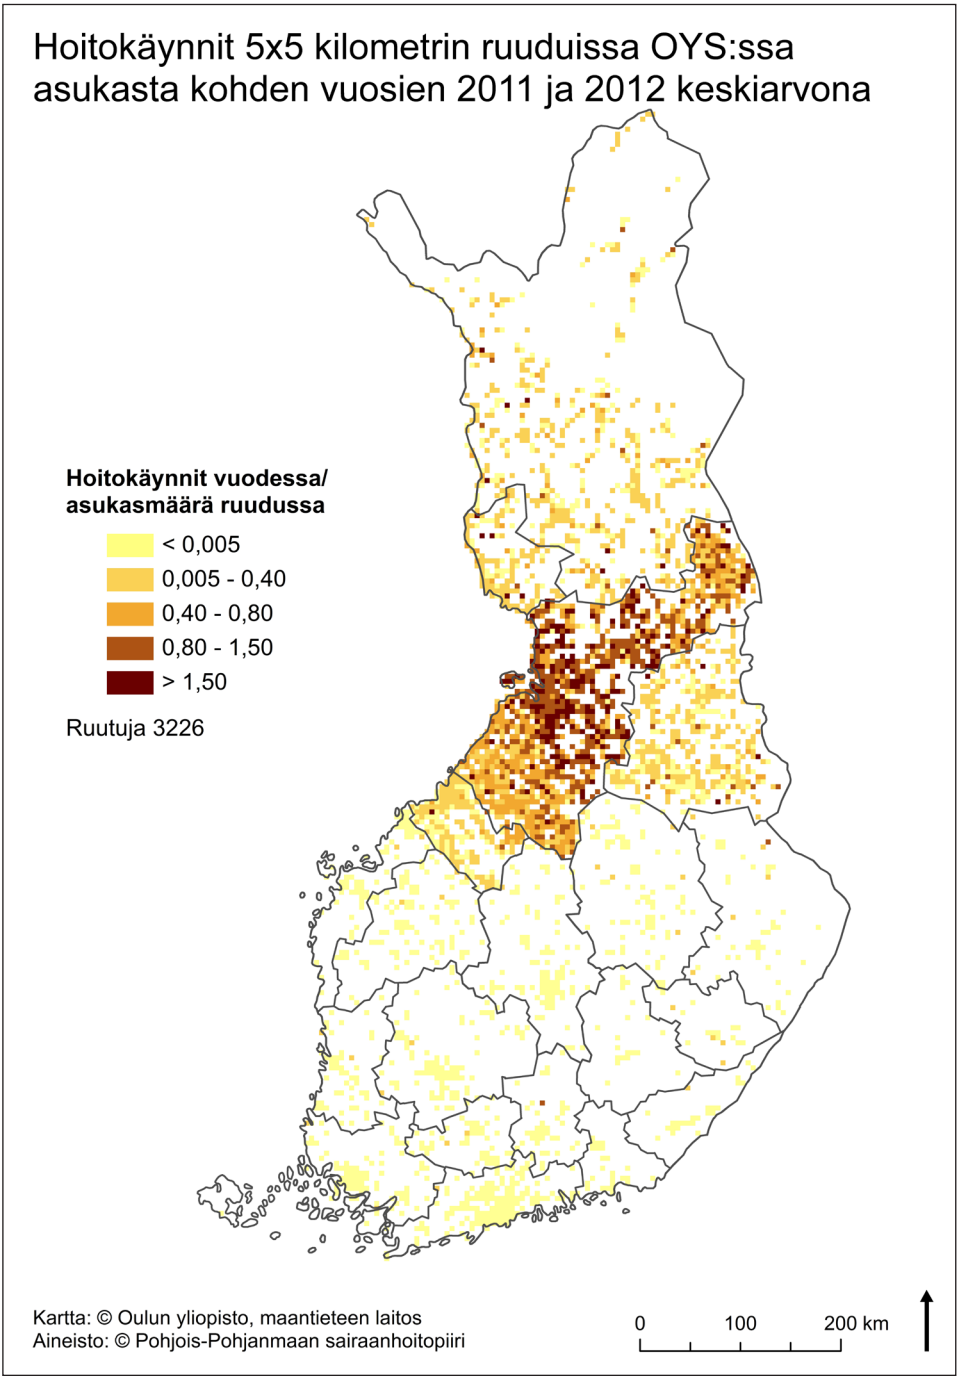 Hoitokäynnit 5x5 kilometrin ruuduissa OYS:ssa
asukasta kohden vuosien 2011 ja 2012 keskiarvona
Hoitokäynnit vuodessa/
asukasmäärä ruudussa
< 0,005
0,005 - 0,40
0,40 - 0,80
0,80 - 1,50
> 1,50
Ruutuja 3226
Kartta: © Oulun yliopisto, maantieteen laitos
Aineisto: © Pohjois-Pohjanmaan sairaanhoitopiiri
0 100 200 km